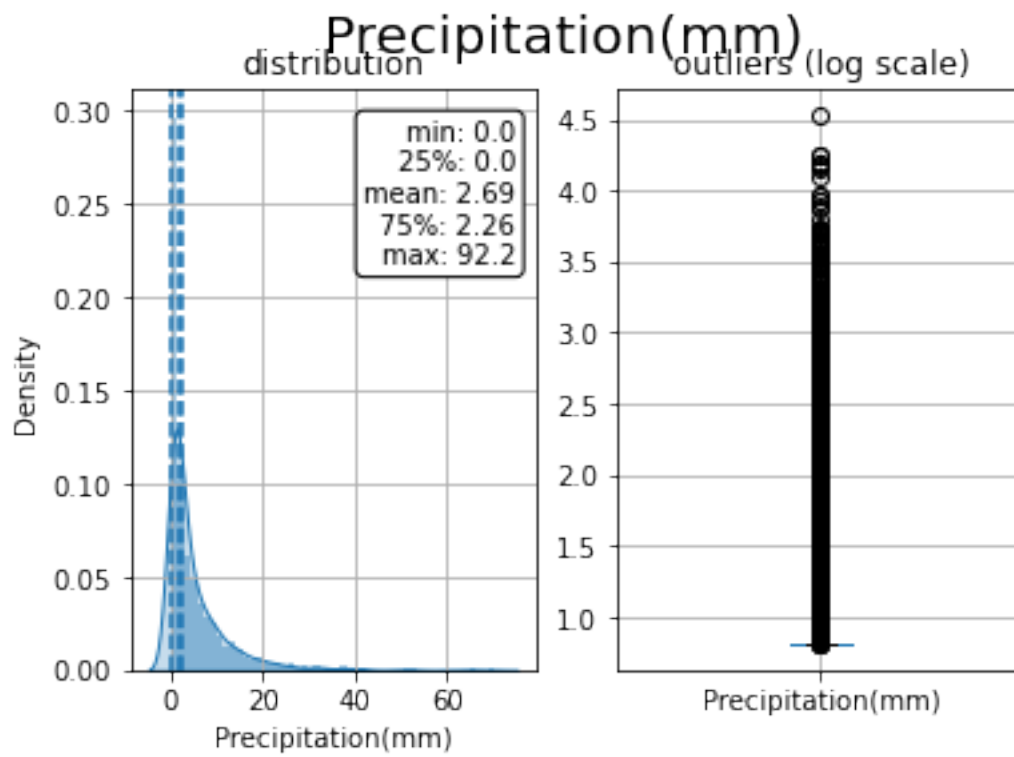 Precipitation(mm)
distribution
outliers (log scale)
0.30
0.25
0.20
0.15
0.10
0.05
0.00
Density
min: 0.0
25%: 0.0
mean: 2.69
75%: 2.26
max: 92.2
0
20
40
60
Precipitation(mm)
4.5
4.0
3.5
3.0
2.5
2.0
1.5
1.0
Precipitation(mm)